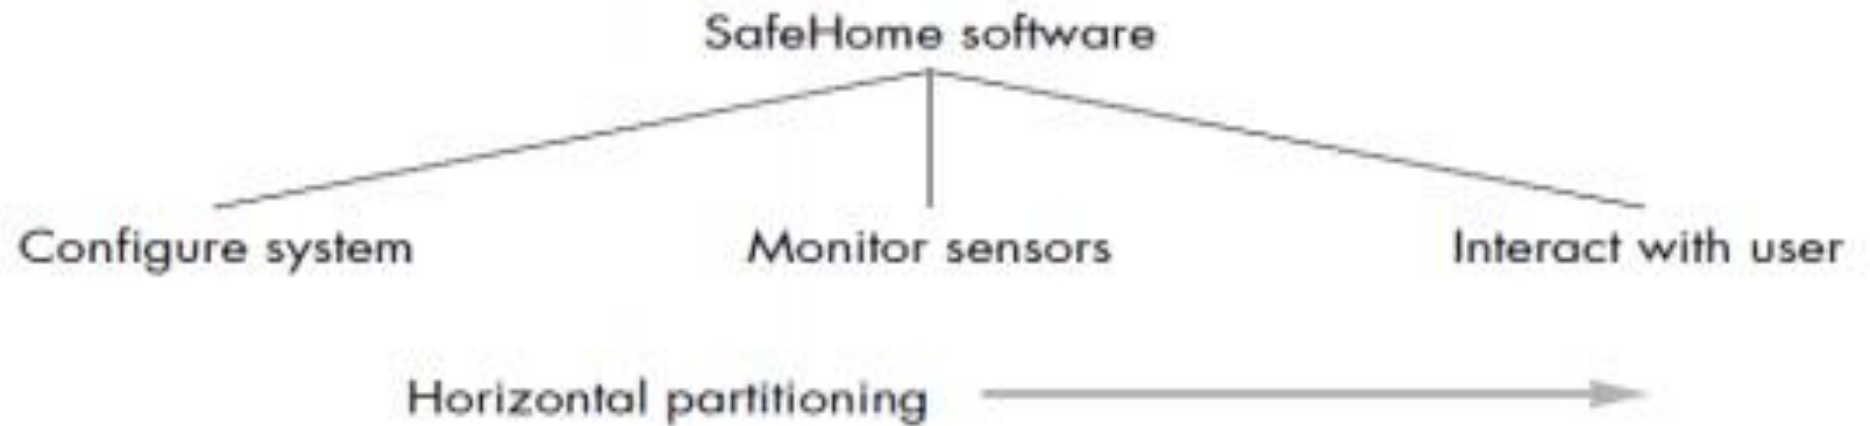 SafeHome software
Configure system Monitor sensors Interact with user
Horizontal partitioning